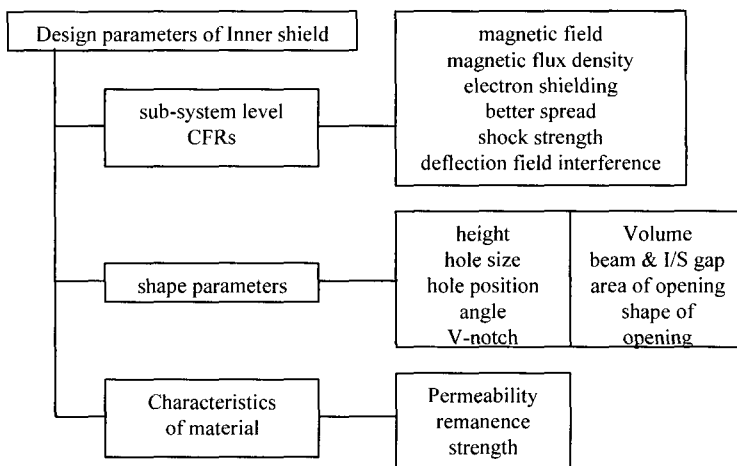 Design parameters of Inner shield
sub-system level
CFRs
magnetic field
magnetic flux density
electron shielding
better spread
shock strength
deflection field interference
shape parameters
height
hole size
hole position
angle
V-notch
Volume
beam & I/S gap
area of opening
shape of
opening
Characteristics
of material
Permeability
remanence
strength